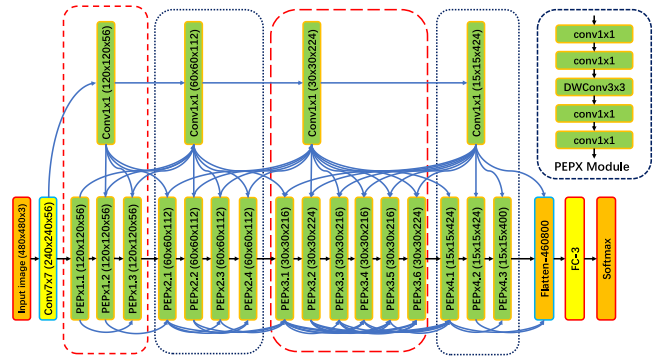 Conv1x1 (120x120x56)
Conv1x1 (60x60x112)
Conv1x1 (30x30x224)
Conv1x1 (15x15x424)
conv1x1
conv1x1
DWConv3x3
conv1x1
conv1x1
PEPX Module
Input image (480x480x3)
Conv7x7 (240x240x56)
PEPx1,1 (120x120x56)
PEPx1,2 (120x120x56)
PEPx1,3 (120x120x56)
PEPx2,1 (60x60x112)
PEPx2,2 (60x60x112)
PEPx2,3 (60x60x112)
PEPx2,4 (60x60x112)
PEPx3,1 (30x30x216)
PEPx3,2 (30x30x224)
PEPx3,3 (30x30x216)
PEPx3,4 (30x30x216)
PEPx3,5 (30x30x216)
PEPx3,6 (30x30x224)
PEPx4,1 (15x15x424)
PEPx4,2 (15x15x424)
PEPx4,3 (15x15x400)
Flatten-460800
FC-3
Softmax